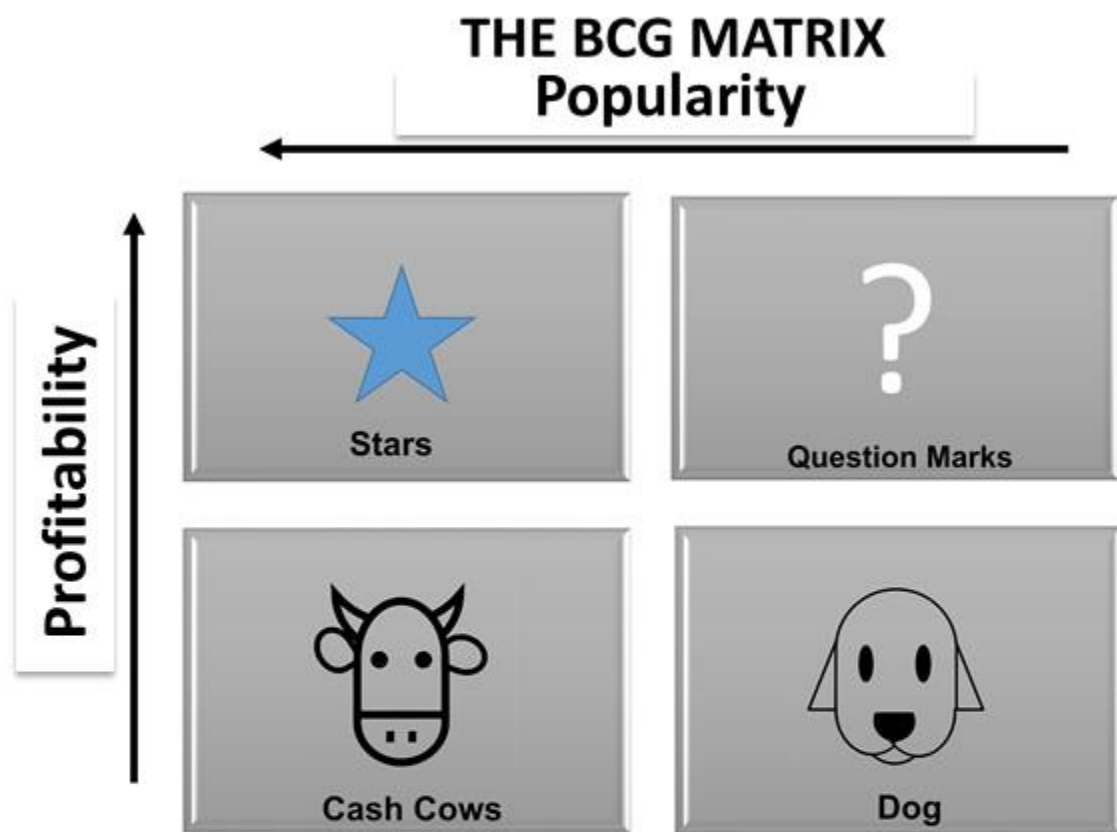 THE BCG MATRIX
Popularity
Profitability
Stars
?
Question Marks
Cash Cows
Dog